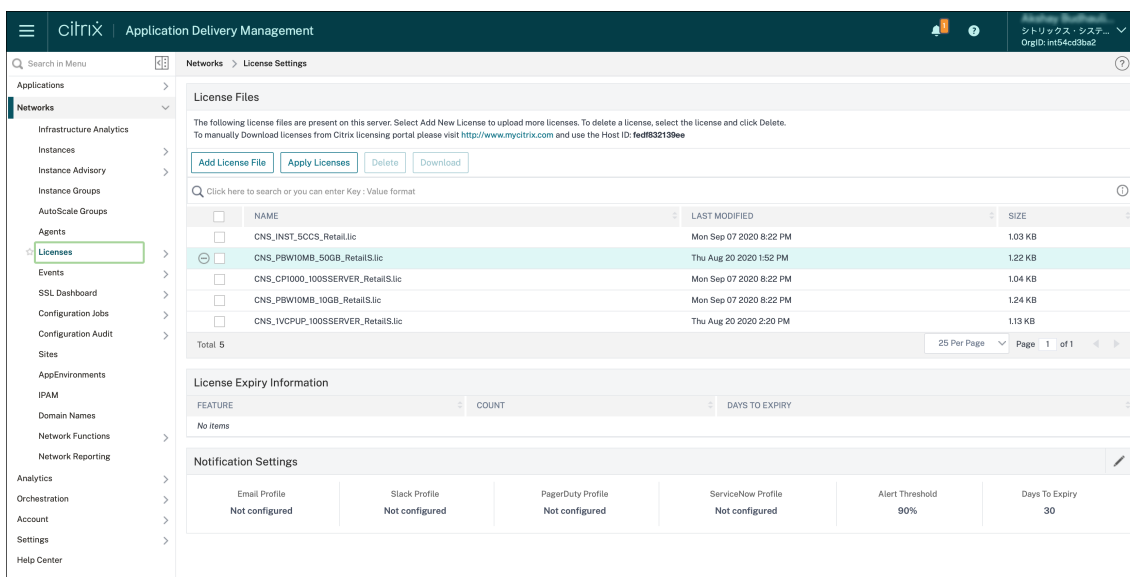 citrix | Application Delivery Management
1
?
シトリックス・システ...
OrgID: int54cd3ba2
Search in Menu
Networks > License Settings
?
Applications
Networks
Infrastructure Analytics
Instances
Instance Advisory
Instance Groups
AutoScale Groups
Agents
Licenses
Events
SSL Dashboard
Configuration Jobs
Configuration Audit
Sites
AppEnvironments
IPAM
Domain Names
Network Functions
Network Reporting
Analytics
Orchestration
Account
Settings
Help Center
License Files
The following license files are present on this server. Select Add New License to upload more licenses. To delete a license, select the license and click Delete.
To manually Download licenses from Citrix licensing portal please visit http://www.mycitrix.com and use the Host ID: fedf832139ee
Add License File Apply Licenses Delete Download
Click here to search or you can enter Key : Value format
NAME LAST MODIFIED SIZE
CNS_INST_5CCS_Retail.lic Mon Sep 07 2020 8:22 PM 1.03 KB
CNS_PBW10MB_50GB_RetailS.lic Thu Aug 20 2020 1:52 PM 1.22 KB
CNS_CP1000_100SSERVER_RetailS.lic Mon Sep 07 2020 8:22 PM 1.04 KB
CNS_PBW10MB_10GB_RetailS.lic Mon Sep 07 2020 8:22 PM 1.24 KB
CNS_1VCPUP_100SSERVER_RetailS.lic Thu Aug 20 2020 2:20 PM 1.13 KB
Total 5 25 Per Page Page 1 of 1
License Expiry Information
FEATURE COUNT DAYS TO EXPIRY
No items
Notification Settings
Email Profile Slack Profile PagerDuty Profile ServiceNow Profile Alert Threshold Days To Expiry
Not configured Not configured Not configured Not configured 90% 30